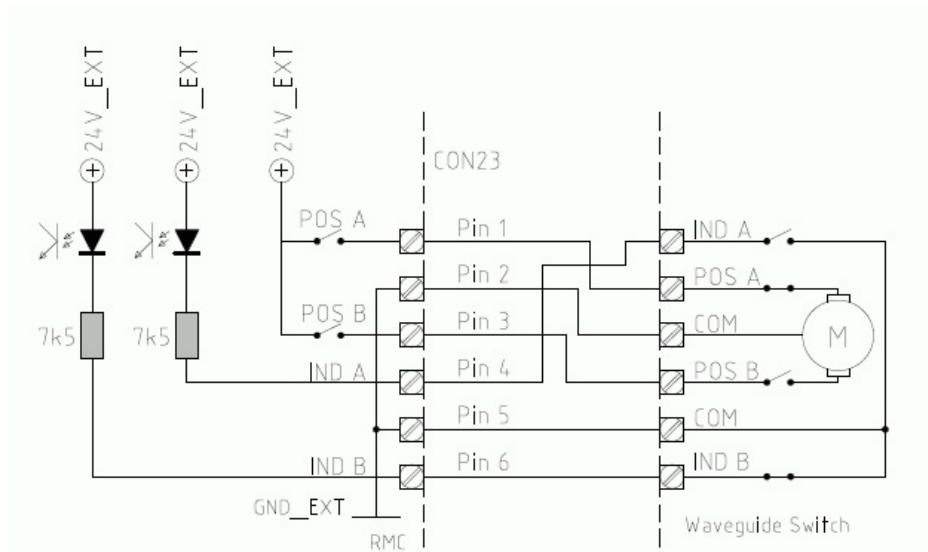 24V_EXT
24V_EXT
24V_EXT
CON23
POS A
Pin 1
IND A
Pin 2
POS A
POS B
Pin 3
COM
M
7k5
7k5
IND A
Pin 4
POS B
Pin 5
COM
IND B
Pin 6
IND B
GND_EXT
RMC
Waveguide Switch